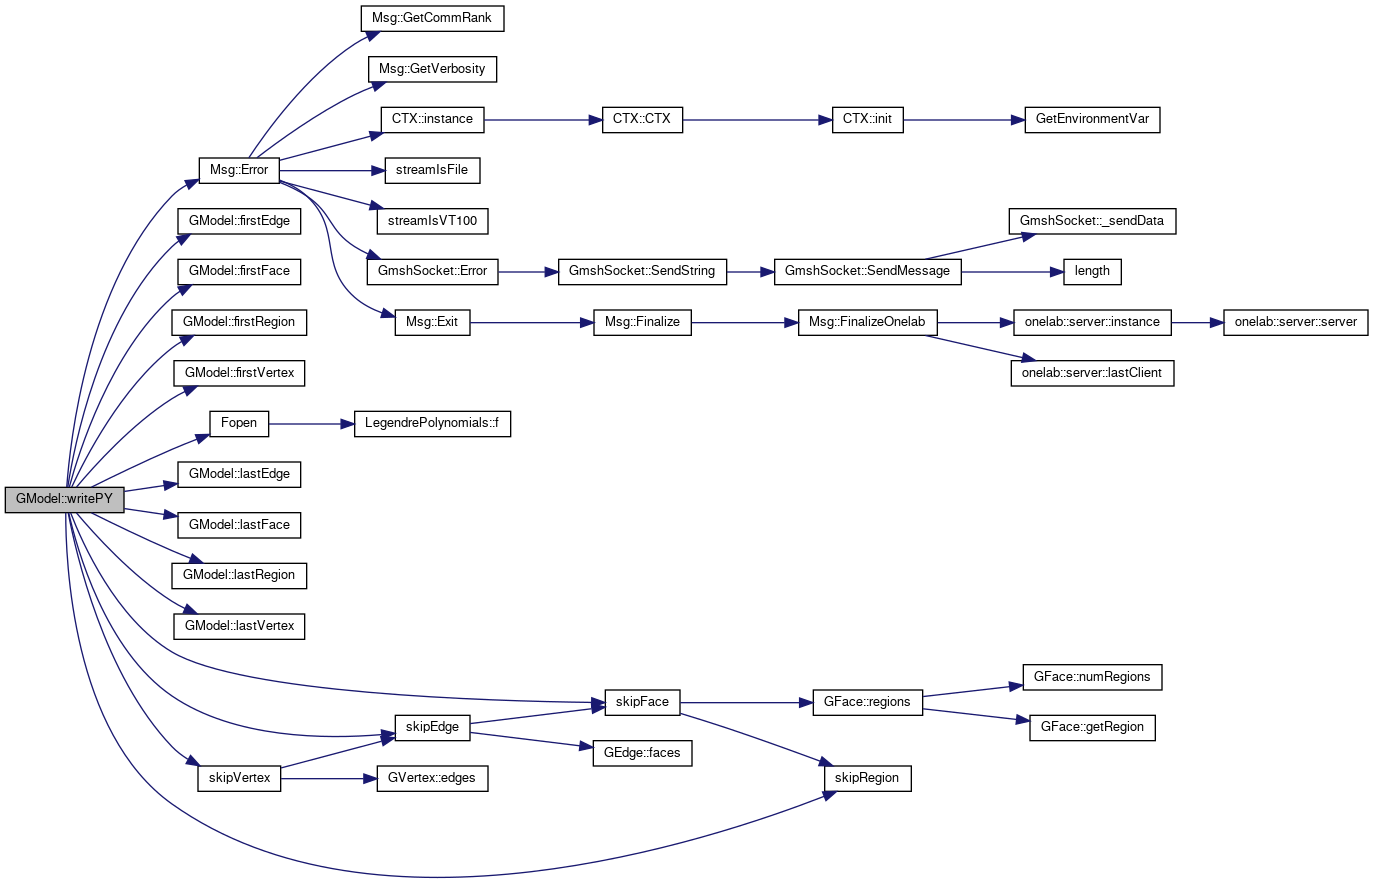 Msg::GetCommRank
Msg::GetVerbosity
CTX::instance
CTX::CTX
CTX::init
GetEnvironmentVar
Msg::Error
streamIsFile
GModel::firstEdge
streamIsVT100
GmshSocket::_sendData
GModel::firstFace
GmshSocket::Error
GmshSocket::SendString
GmshSocket::SendMessage
length
GModel::firstRegion
Msg::Exit
Msg::Finalize
Msg::FinalizeOnelab
onelab::server::instance
onelab::server::server
GModel::firstVertex
onelab::server::lastClient
Fopen
LegendrePolynomials::f
GModel::lastEdge
GModel::writePY
GModel::lastFace
GModel::lastRegion
GModel::lastVertex
GFace::numRegions
skipFace
GFace::regions
skipEdge
GFace::getRegion
GEdge::faces
skipVertex
GVertex::edges
skipRegion